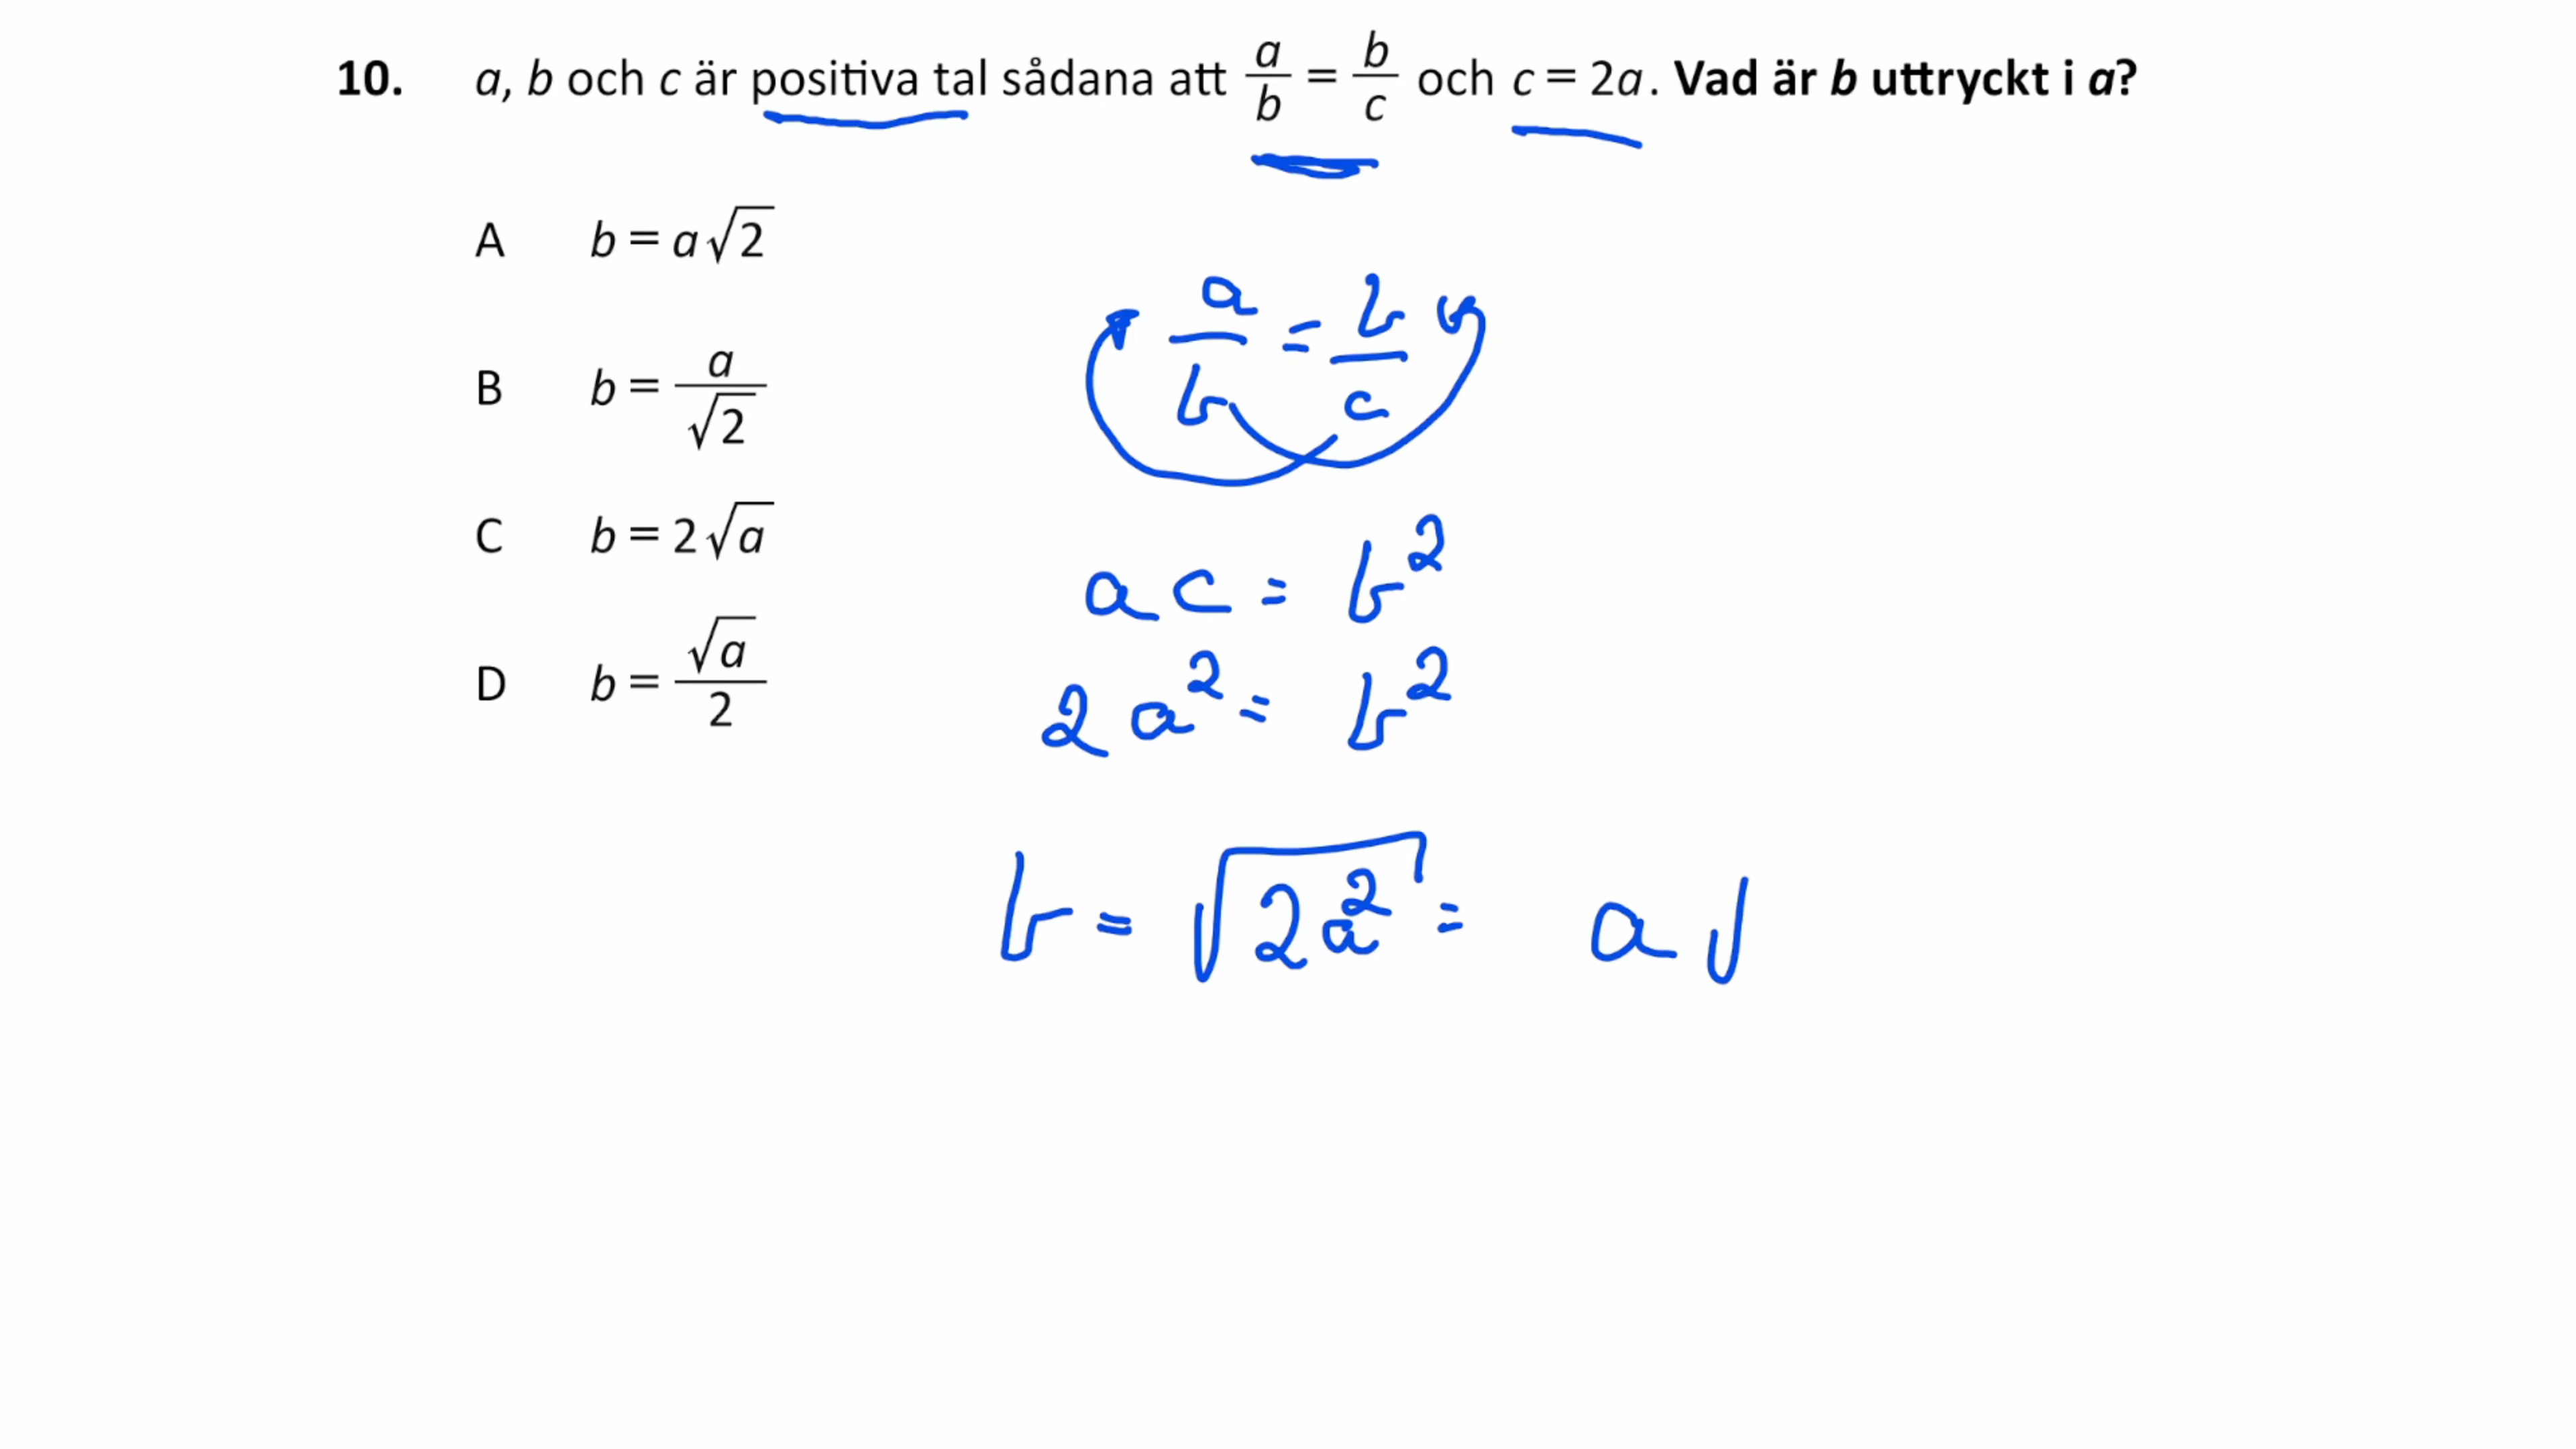 10. a, b och c är positiva tal sådana att a/b = b/c och c = 2a. Vad är b uttryckt i a?
A b = a√2
B b = a/√2
C b = 2√a
D b = √a/2
a/b = b/c
ac = b²
2a² = b²
b = √2a² = a√